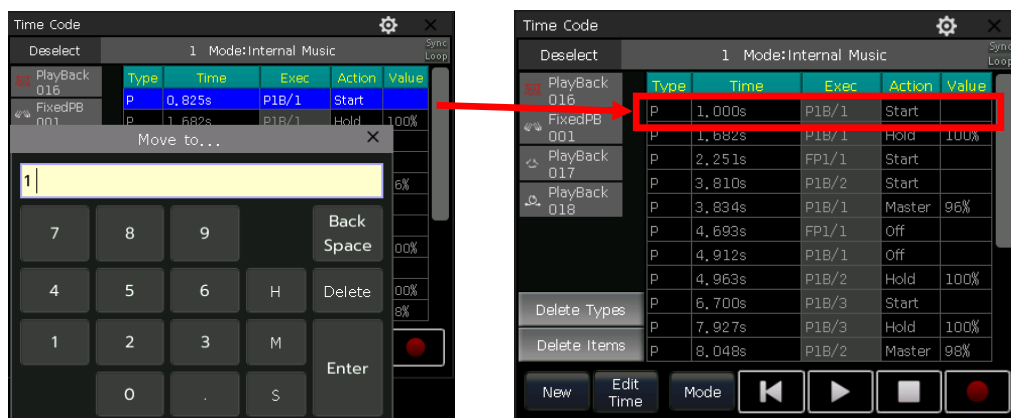 Time Code
Deselect
1 Mode:Internal Music
Sync
Loop
PlayBack
016
FixedPB
001
Type Time Exec Action Value
P 0.825s P1B/1 Start
P 1.682s P1B/1 Hold 100%
Move to... ×
1
6%
00%
00%
8%
7 8 9 Back Space
4 5 6 H Delete
1 2 3 M Enter
0 . S
Time Code
Deselect
1 Mode:Internal Music
Sync
Loop
PlayBack
016
FixedPB
001
PlayBack
017
PlayBack
018
Type Time Exec Action Value
P 1.000s P1B/1 Start
P 1.682s P1B/1 Hold 100%
P 2.251s FP1/1 Start
P 3.810s P1B/2 Start
P 3.834s P1B/1 Master 96%
P 4.693s FP1/1 Off
P 4.912s P1B/1 Off
P 4.963s P1B/2 Hold 100%
P 6.700s P1B/3 Start
P 7.927s P1B/3 Hold 100%
P 8.048s P1B/2 Master 98%
Delete Types
Delete Items
New Edit Time Mode